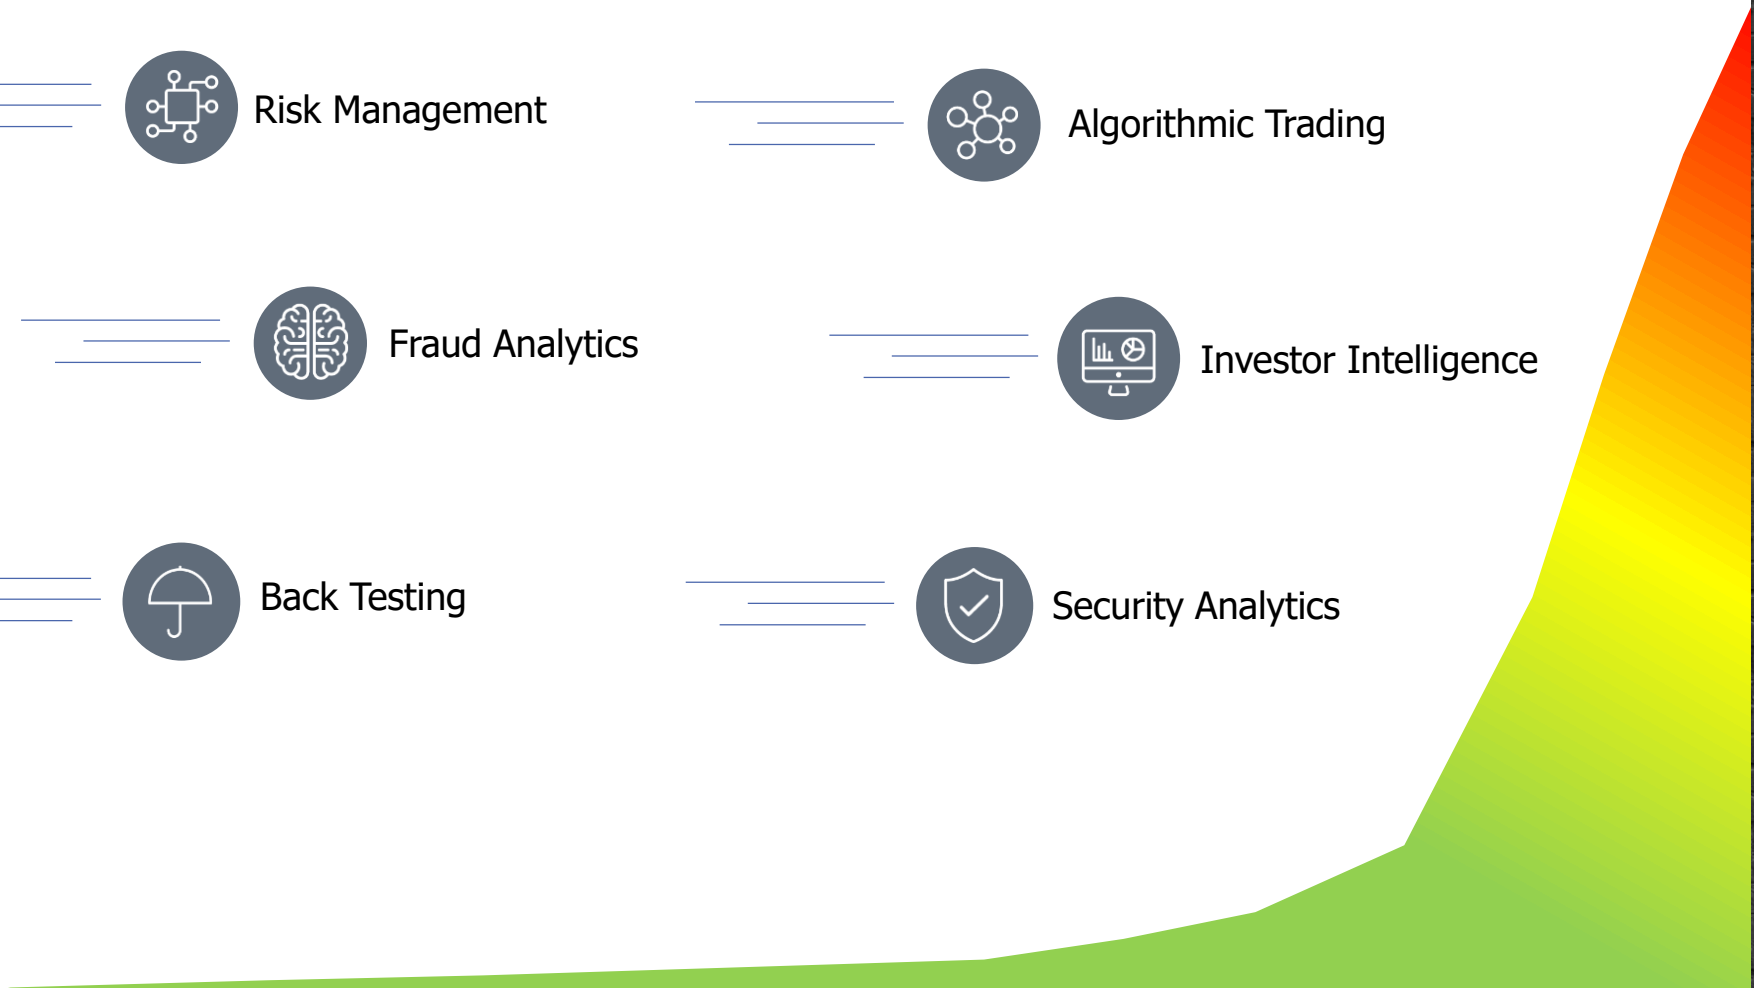 Risk Management
Algorithmic Trading
Fraud Analytics
Investor Intelligence
Back Testing
Security Analytics